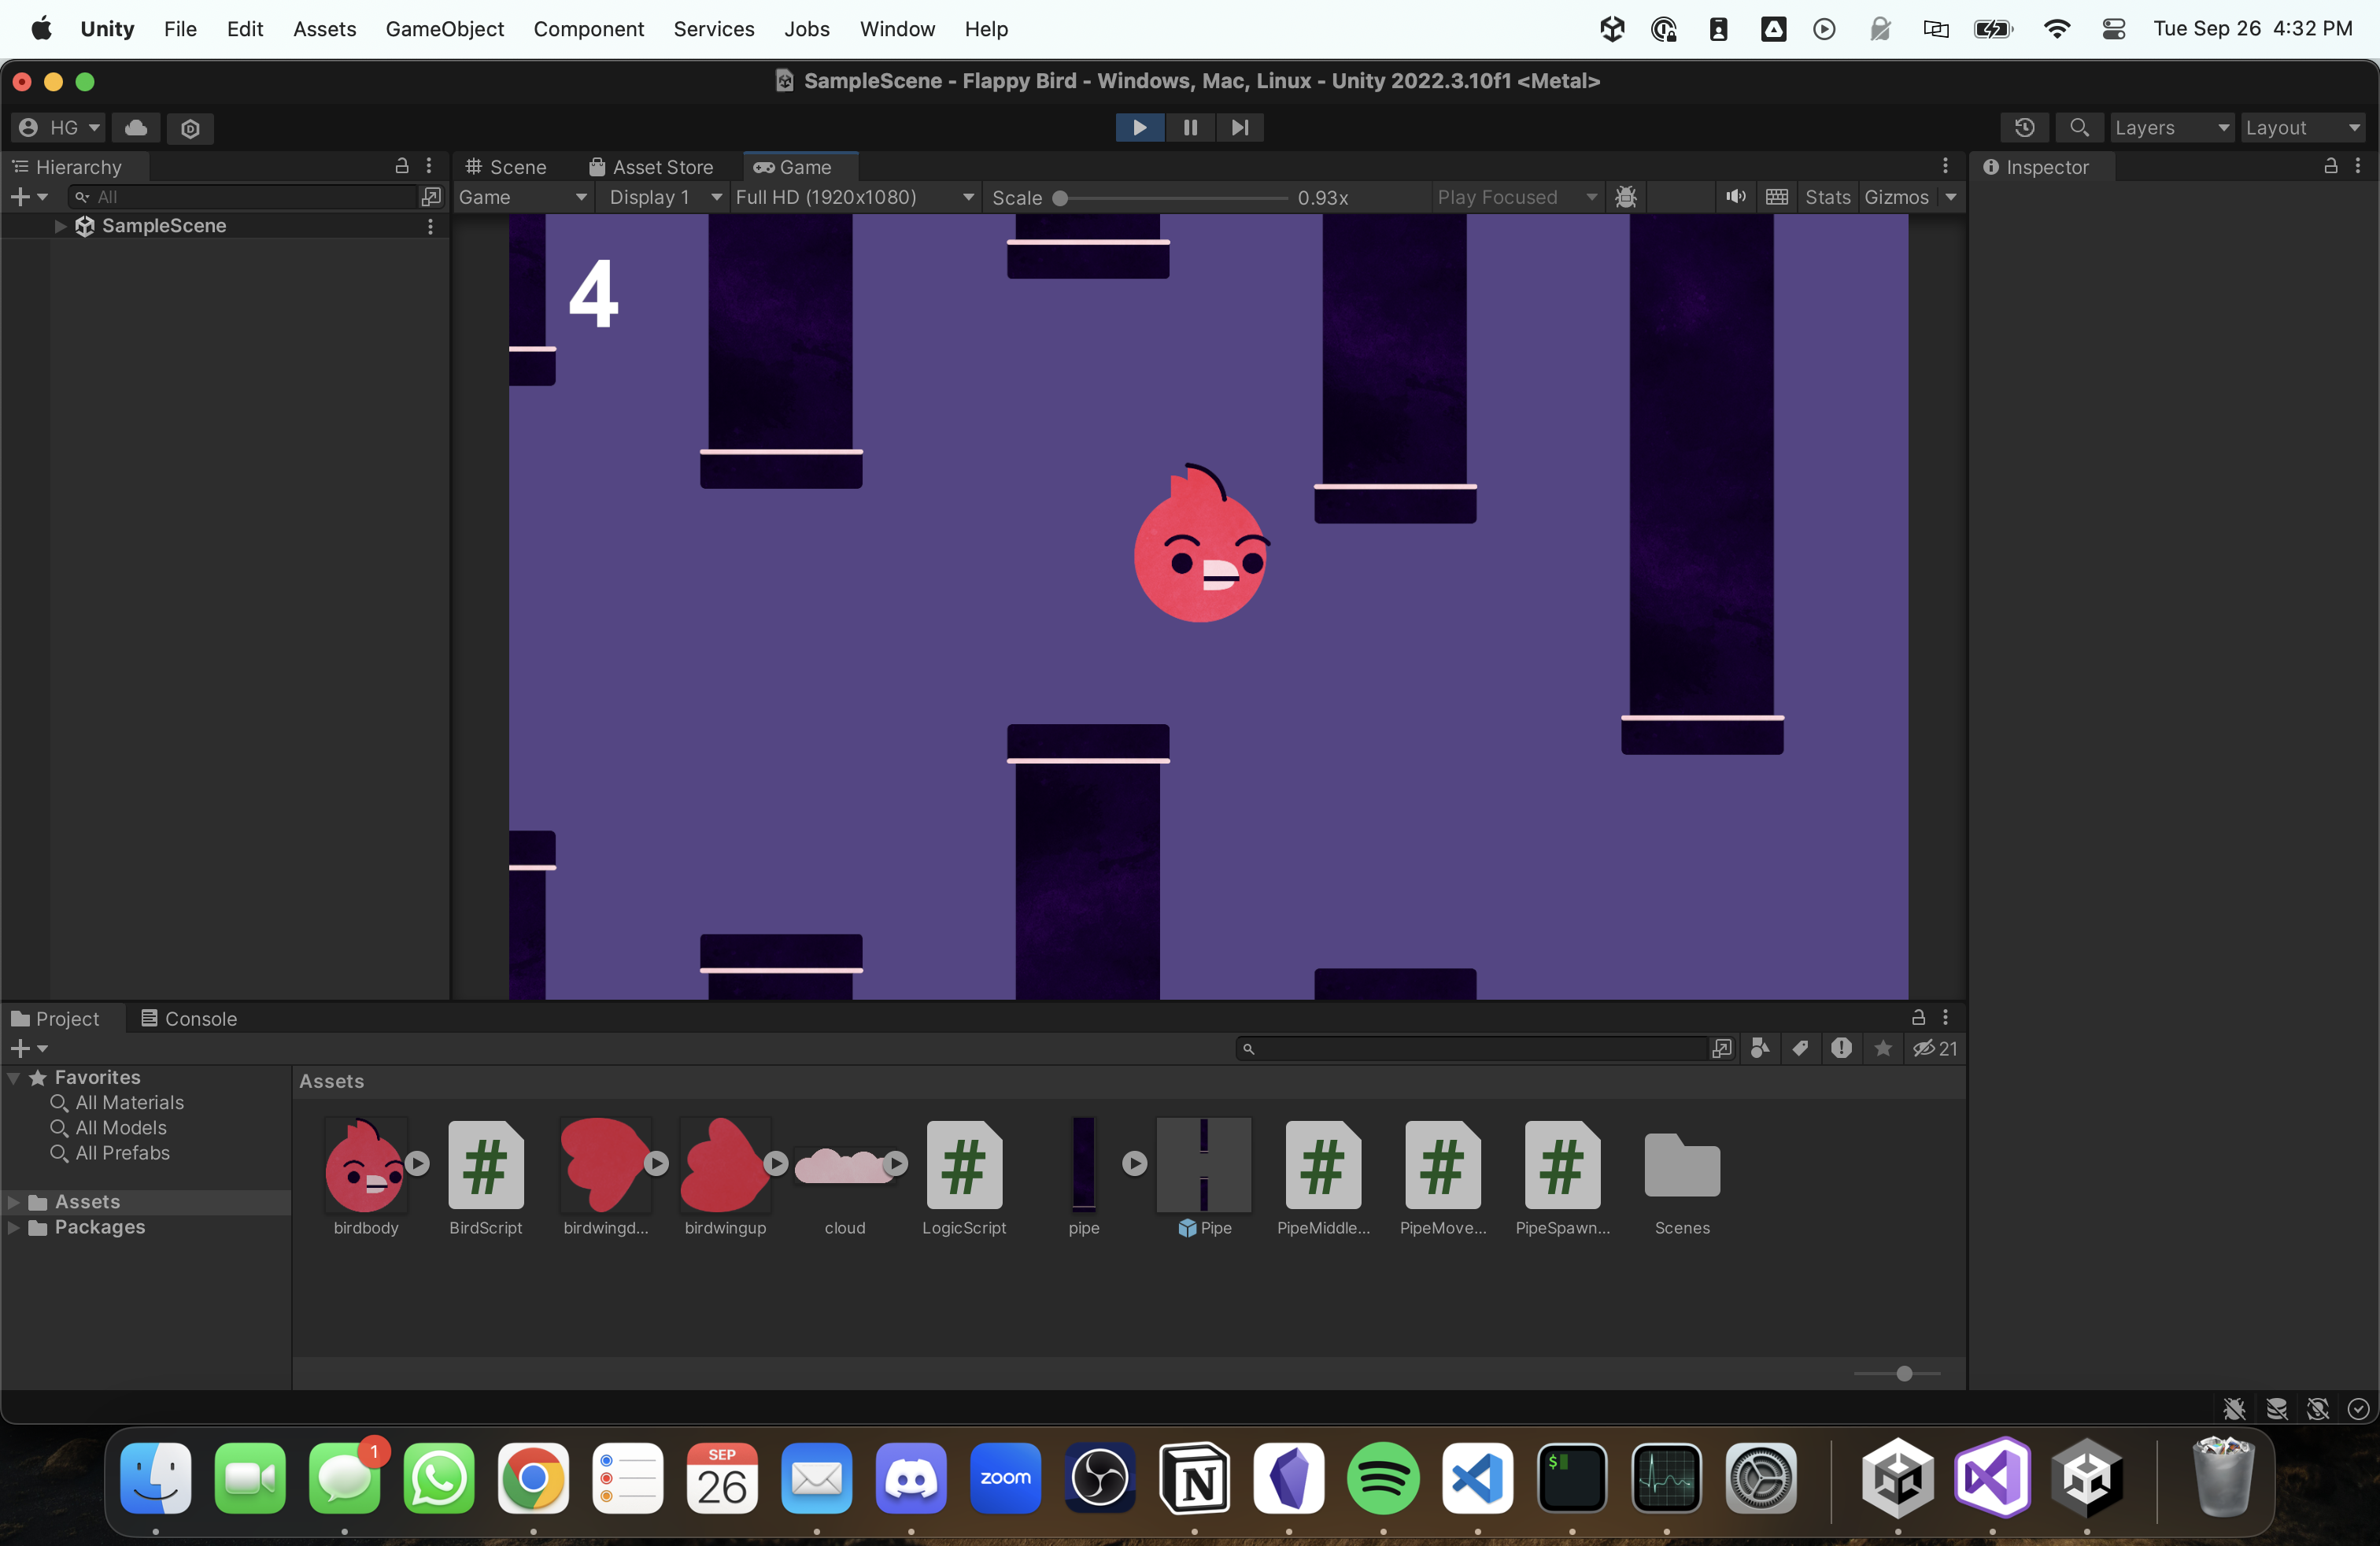 Unity File Edit Assets GameObject Component Services Jobs Window Help Tue Sep 26 4:32 PM
SampleScene - Flappy Bird - Windows, Mac, Linux - Unity 2022.3.10f1 <Metal>
HG Layers Layout
Hierarchy Scene Asset Store Game Inspector
All Game Display 1 Full HD (1920x1080) Scale 0.93x Play Focused Stats Gizmos
SampleScene
4
Project Console
21
Favorites Assets
All Materials
All Models
All Prefabs
Assets
Packages
birdbody BirdScript birdwingd... birdwingup cloud LogicScript pipe Pipe PipeMiddle... PipeMove... PipeSpawn... Scenes
1
SEP
26
zoom
N
$